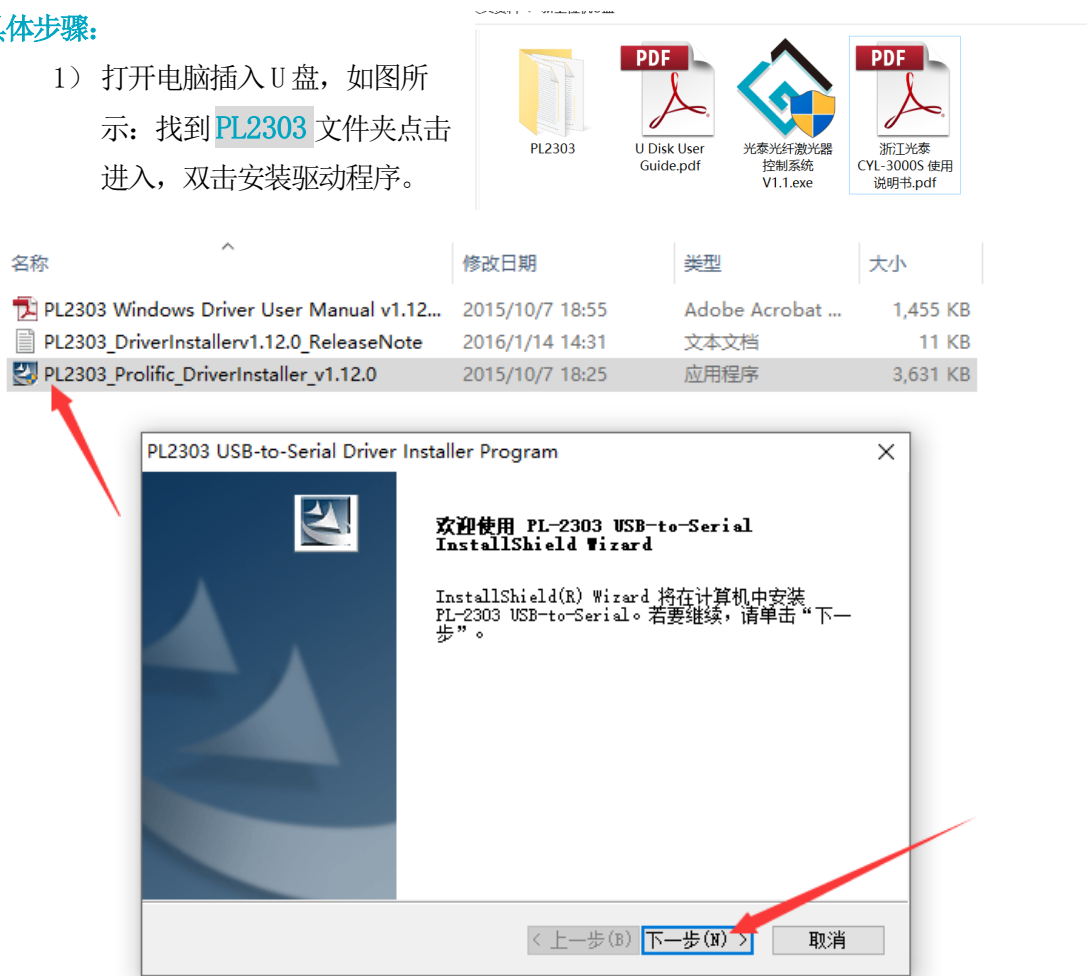 体步骤：
1） 打开电脑插入 U 盘，如图所
示：找到 PL2303 文件夹点击
进入，双击安装驱动程序。
PDF
PDF
PL2303
U Disk User
Guide.pdf
光泰光纤激光器
控制系统
V1.1.exe
浙江光泰
CYL-3000S 使用
说明书.pdf
名称 修改日期 类型 大小
PL2303 Windows Driver User Manual v1.12... 2015/10/7 18:55 Adobe Acrobat ... 1,455 KB
PL2303_DriverInstallerv1.12.0_ReleaseNote 2016/1/14 14:31 文本文档 11 KB
PL2303_Prolific_DriverInstaller_v1.12.0 2015/10/7 18:25 应用程序 3,631 KB
PL2303 USB-to-Serial Driver Installer Program
欢迎使用 PL-2303 USB-to-Serial
InstallShield Wizard
InstallShield(R) Wizard 将在计算机中安装
PL-2303 USB-to-Serial。若要继续，请单击“下一
步”。
< 上一步(B) 下一步(N) > 取消